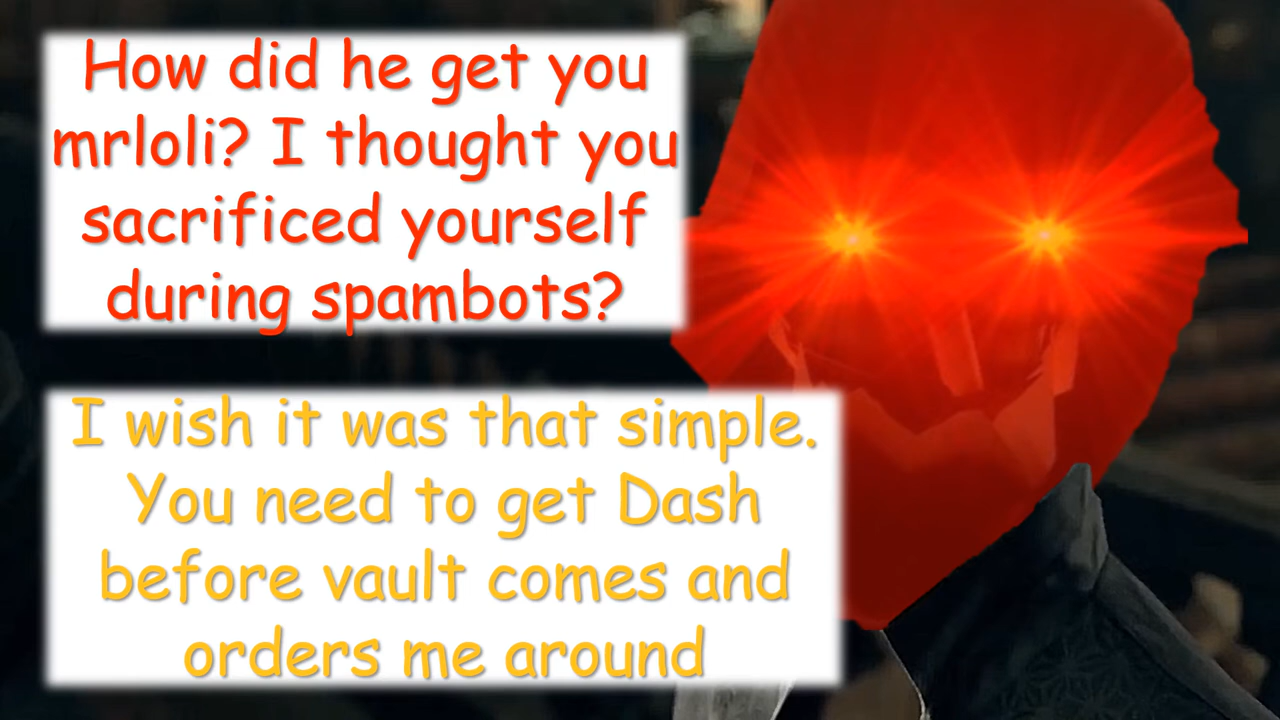 How did he get you
mrloli? I thought you
sacrificed yourself
during spambots?
I wish it was that simple.
You need to get Dash
before vault comes and
orders me around